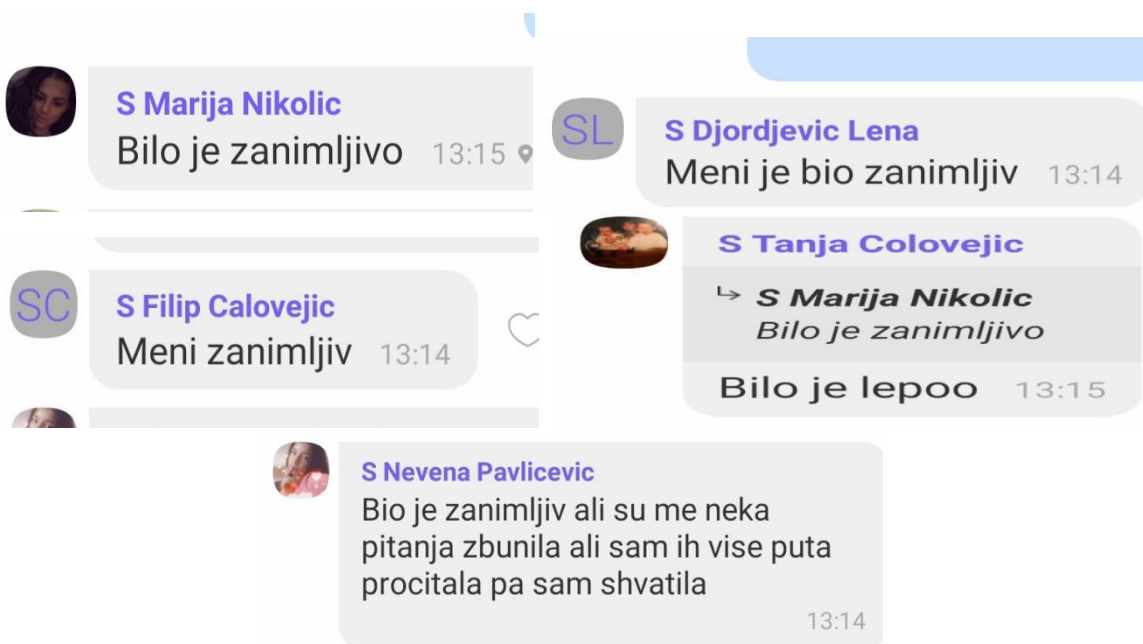 S Marija Nikolic
Bilo je zanimljivo 13:15
SL
S Djordjevic Lena
Meni je bio zanimljiv 13:14
SC
S Filip Calovejic
Meni zanimljiv 13:14
S Tanja Colovejic
S Marija Nikolic
Bilo je zanimljivo
Bilo je lepoo 13:15
S Nevena Pavlicevic
Bio je zanimljiv ali su me neka
pitanja zbunila ali sam ih vise puta
procitala pa sam shvatila
13:14